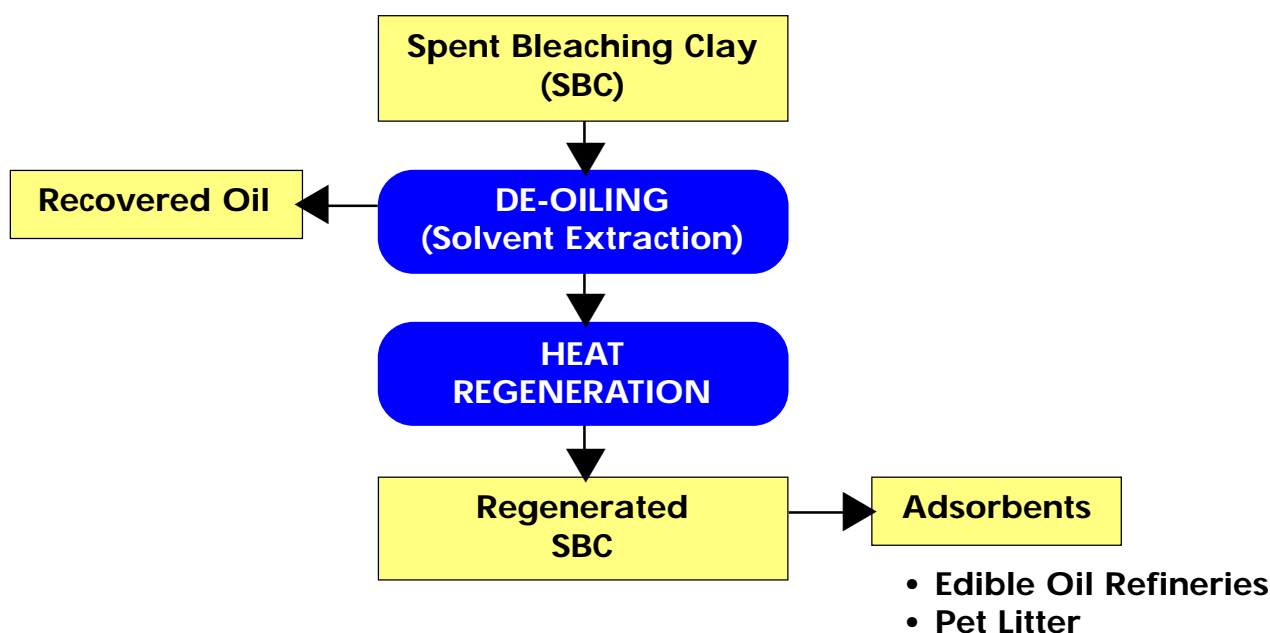 Spent Bleaching Clay
(SBC)
Recovered Oil
DE-OILING
(Solvent Extraction)
HEAT
REGENERATION
Regenerated
SBC
Adsorbents
• Edible Oil Refineries
• Pet Litter